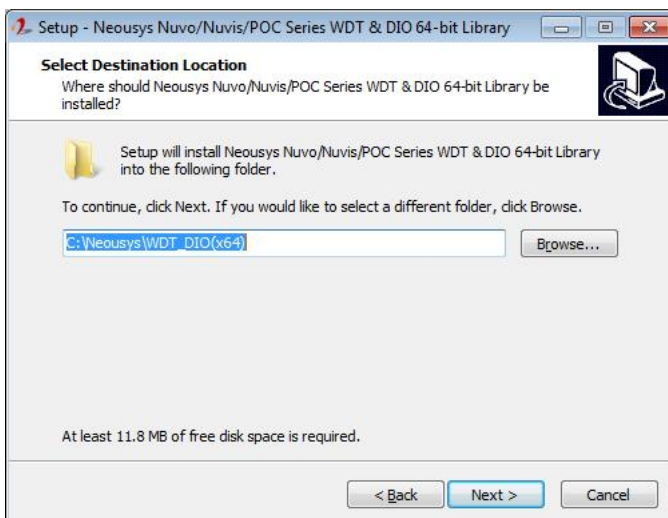 Setup - Neousys Nuvo/Nuvis/POC Series WDT & DIO 64-bit Library
Select Destination Location
Where should Neousys Nuvo/Nuvis/POC Series WDT & DIO 64-bit Library be
installed?
Setup will install Neousys Nuvo/Nuvis/POC Series WDT & DIO 64-bit Library
into the following folder.
To continue, click Next. If you would like to select a different folder, click Browse.
C:\Neousys\WDT_DIO(x64)
Browse...
At least 11.8 MB of free disk space is required.
< Back Next > Cancel